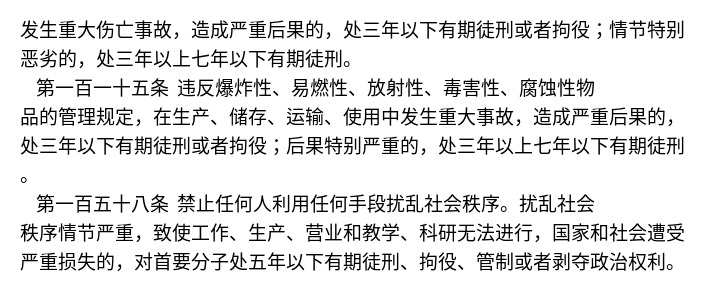 发生重大伤亡事故，造成严重后果的，处三年以下有期徒刑或者拘役；情节特别
恶劣的，处三年以上七年以下有期徒刑。
第一百一十五条 违反爆炸性、易燃性、放射性、毒害性、腐蚀性物
品的管理规定，在生产、储存、运输、使用中发生重大事故，造成严重后果的，
处三年以下有期徒刑或者拘役；后果特别严重的，处三年以上七年以下有期徒刑
。
第一百五十八条 禁止任何人利用任何手段扰乱社会秩序。扰乱社会
秩序情节严重，致使工作、生产、营业和教学、科研无法进行，国家和社会遭受
严重损失的，对首要分子处五年以下有期徒刑、拘役、管制或者剥夺政治权利。